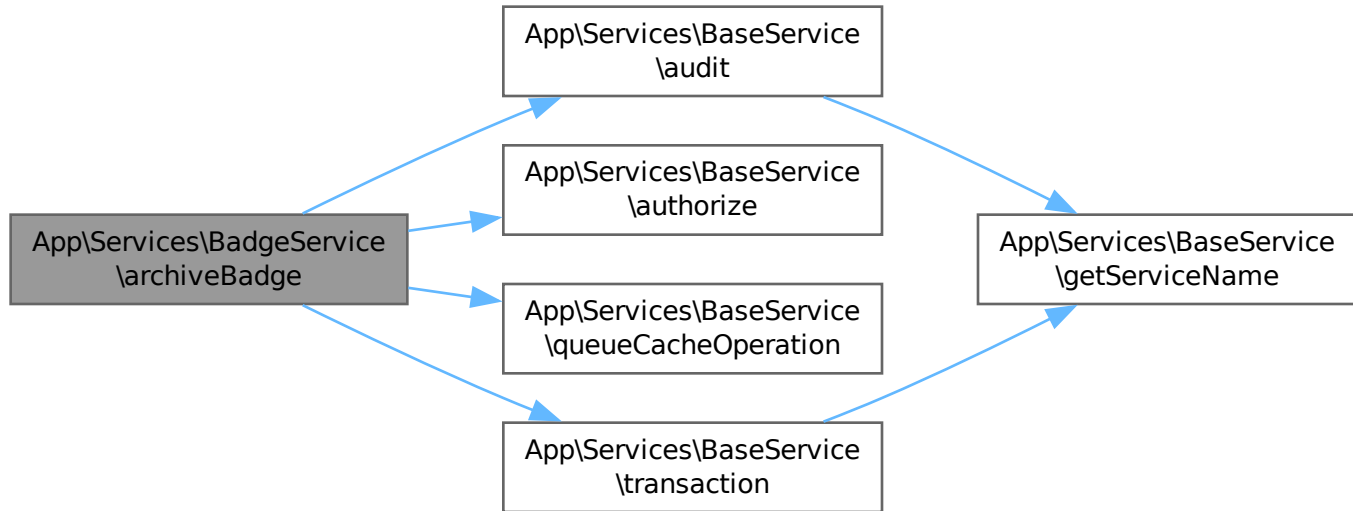 App\Services\BadgeService
\archiveBadge
App\Services\BaseService
\audit
App\Services\BaseService
\authorize
App\Services\BaseService
\queueCacheOperation
App\Services\BaseService
\transaction
App\Services\BaseService
\getServiceName